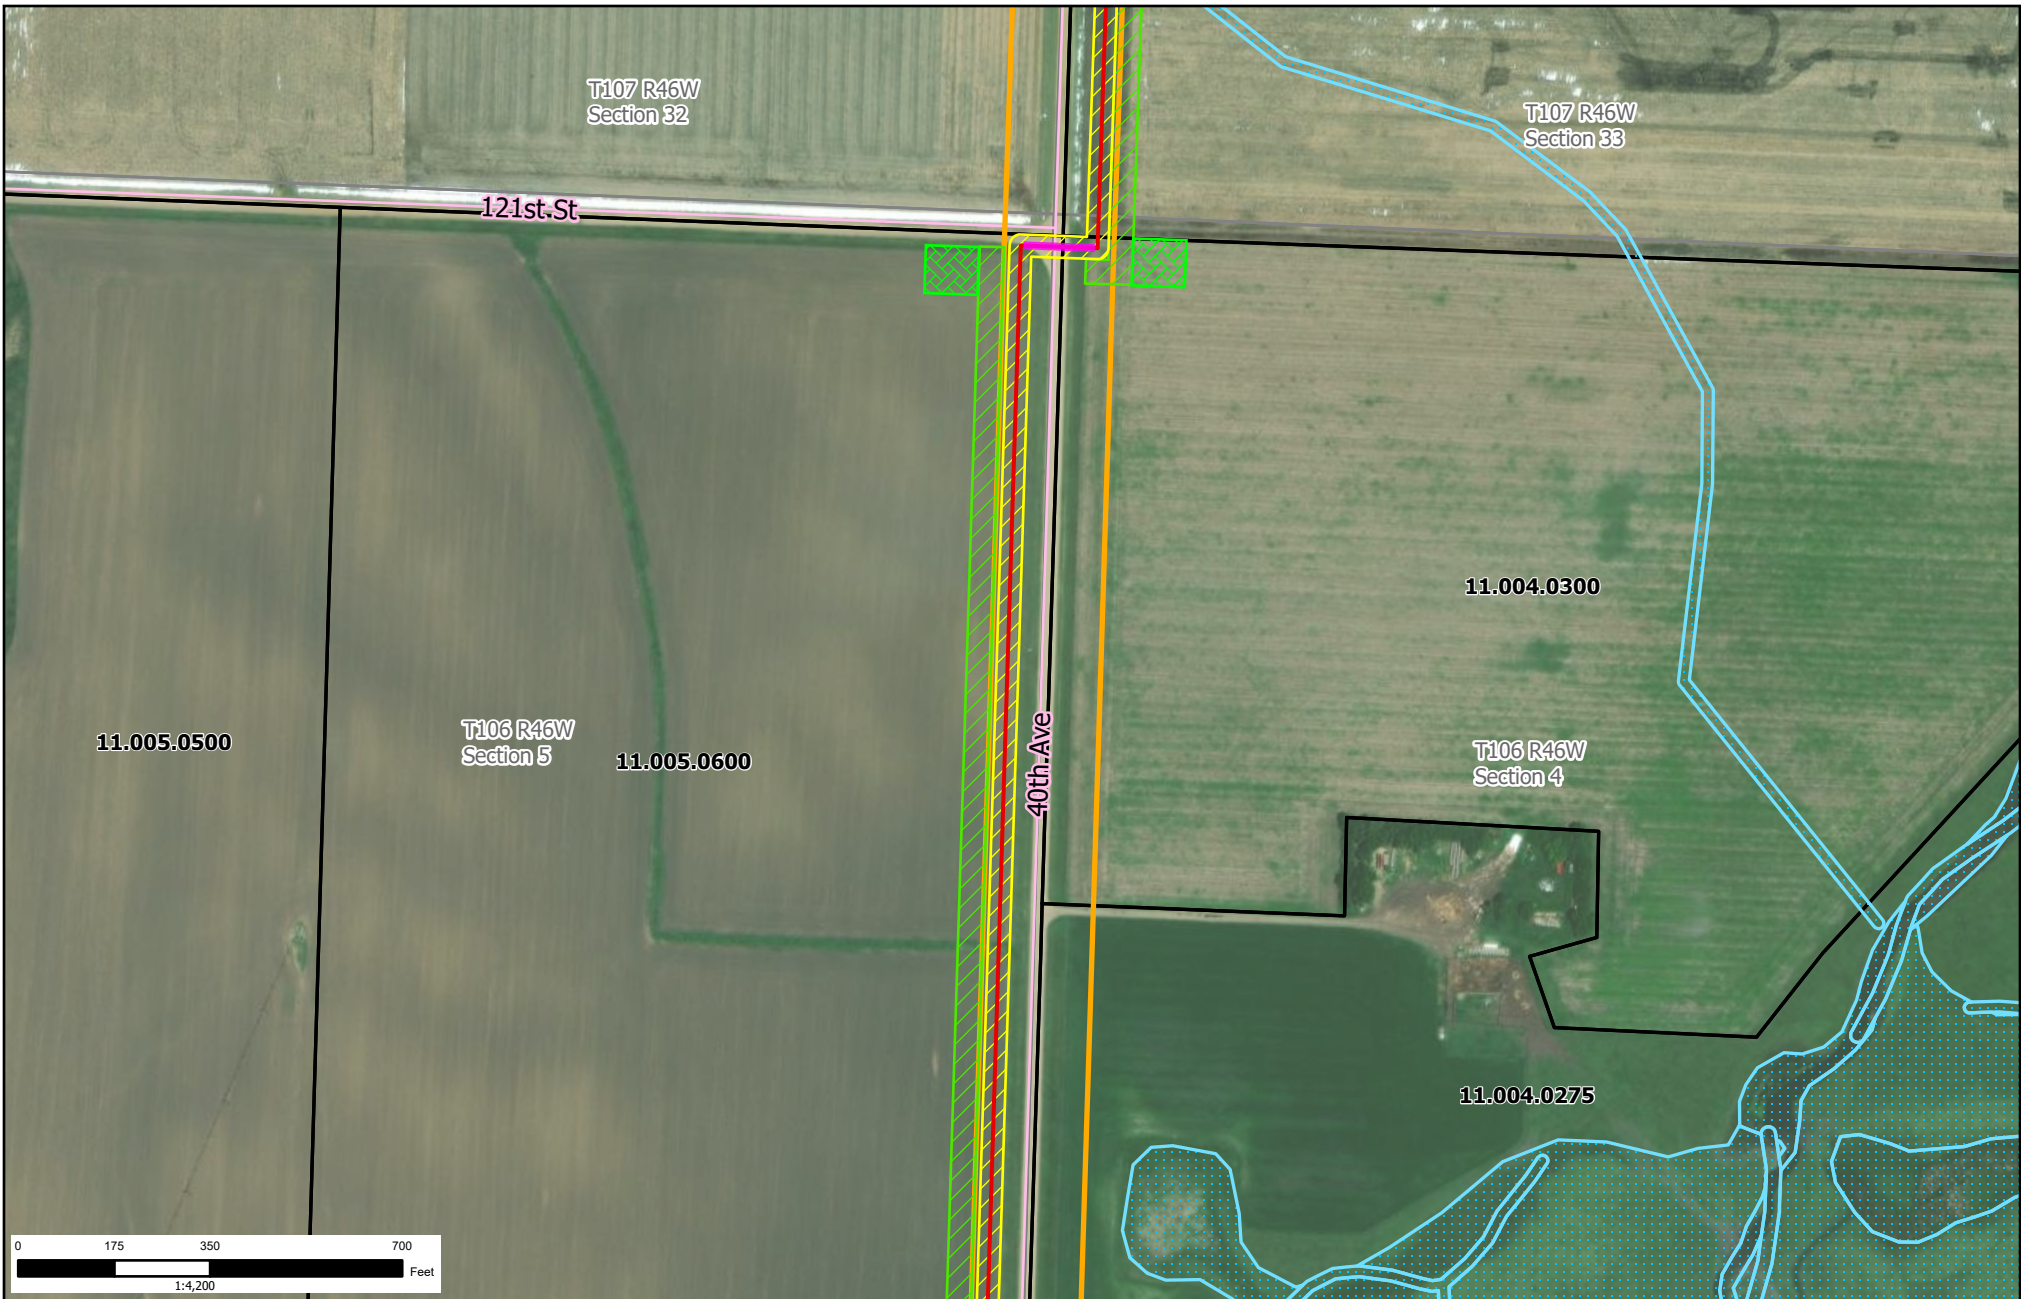 T107 R46W
Section 32
T107 R46W
Section 33
121st St
11.004.0300
40th Ave
T106 R46W
Section 5
11.005.0500
11.005.0600
T106 R46W
Section 4
11.004.0275
0 175 350 700
Feet
1:4,200